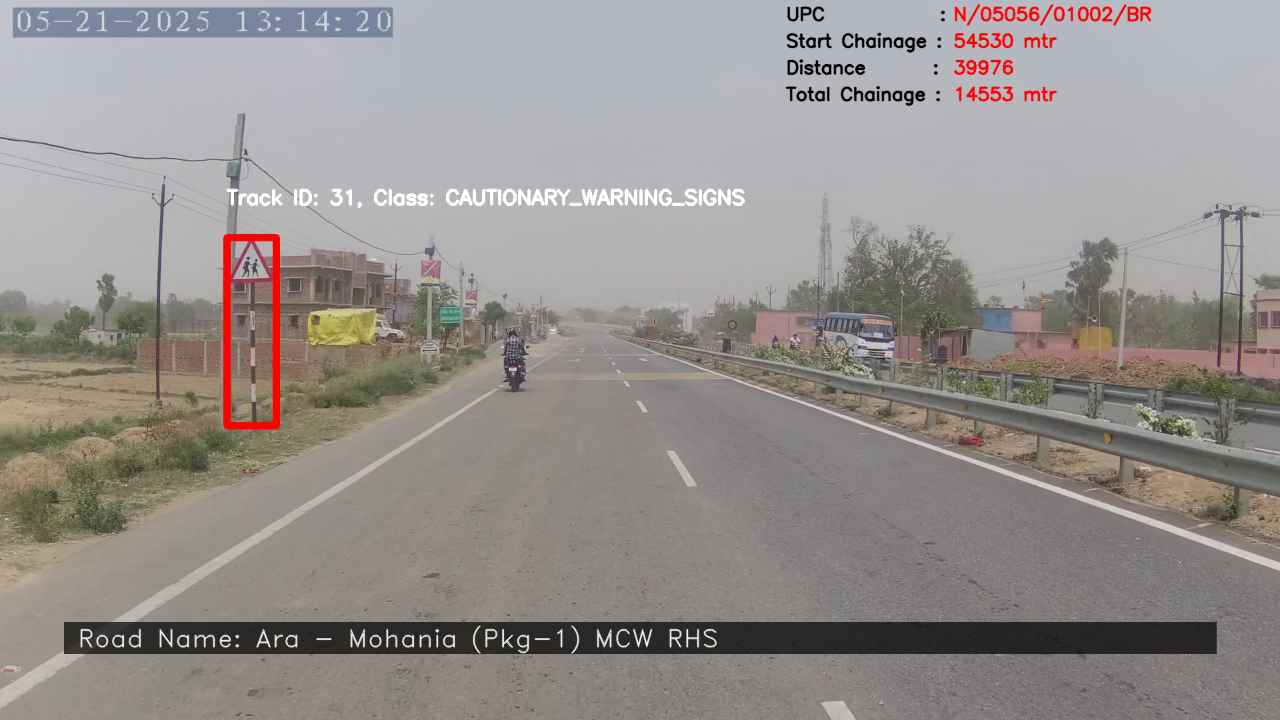 05-21-2025 13:14:20
UPC : N/05056/01002/BR
Start Chainage : 54530 mtr
Distance : 39976
Total Chainage : 14553 mtr
Track ID: 31, Class: CAUTIONARY_WARNING_SIGNS
Road Name: Ara - Mohania (Pkg-1) MCW RHS